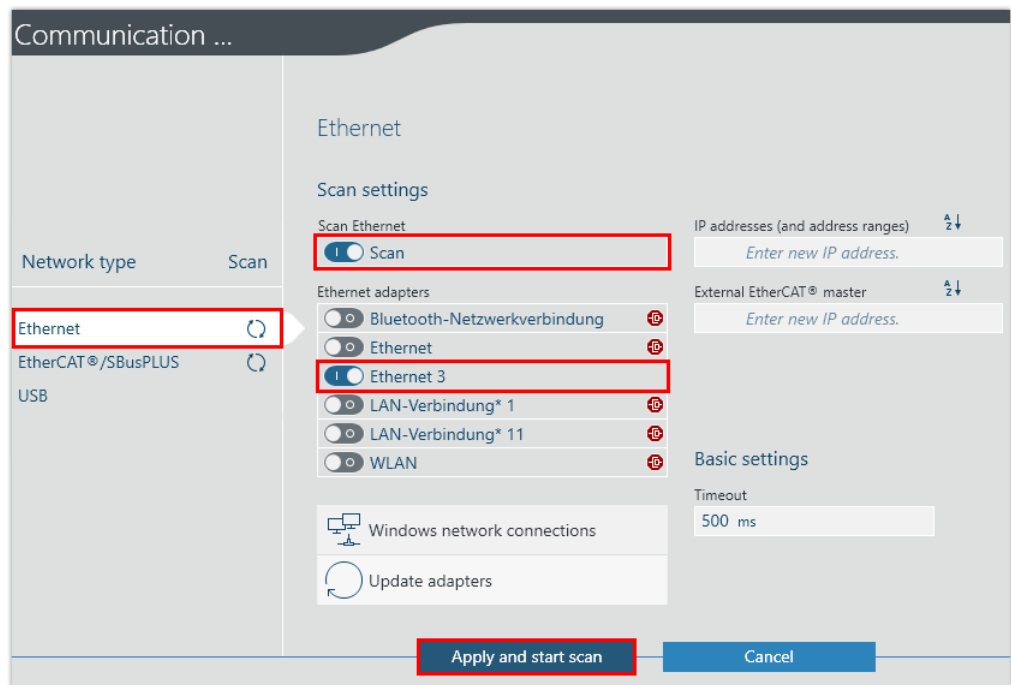 Communication ...
Network type Scan
Ethernet
EtherCAT®/SBusPLUS
USB
Ethernet
Scan settings
Scan Ethernet
Scan
Ethernet adapters
Bluetooth-Netzwerkverbindung
Ethernet
Ethernet 3
LAN-Verbindung* 1
LAN-Verbindung* 11
WLAN
Windows network connections
Update adapters
IP addresses (and address ranges)
Enter new IP address.
External EtherCAT® master
Enter new IP address.
Basic settings
Timeout
500 ms
Apply and start scan
Cancel